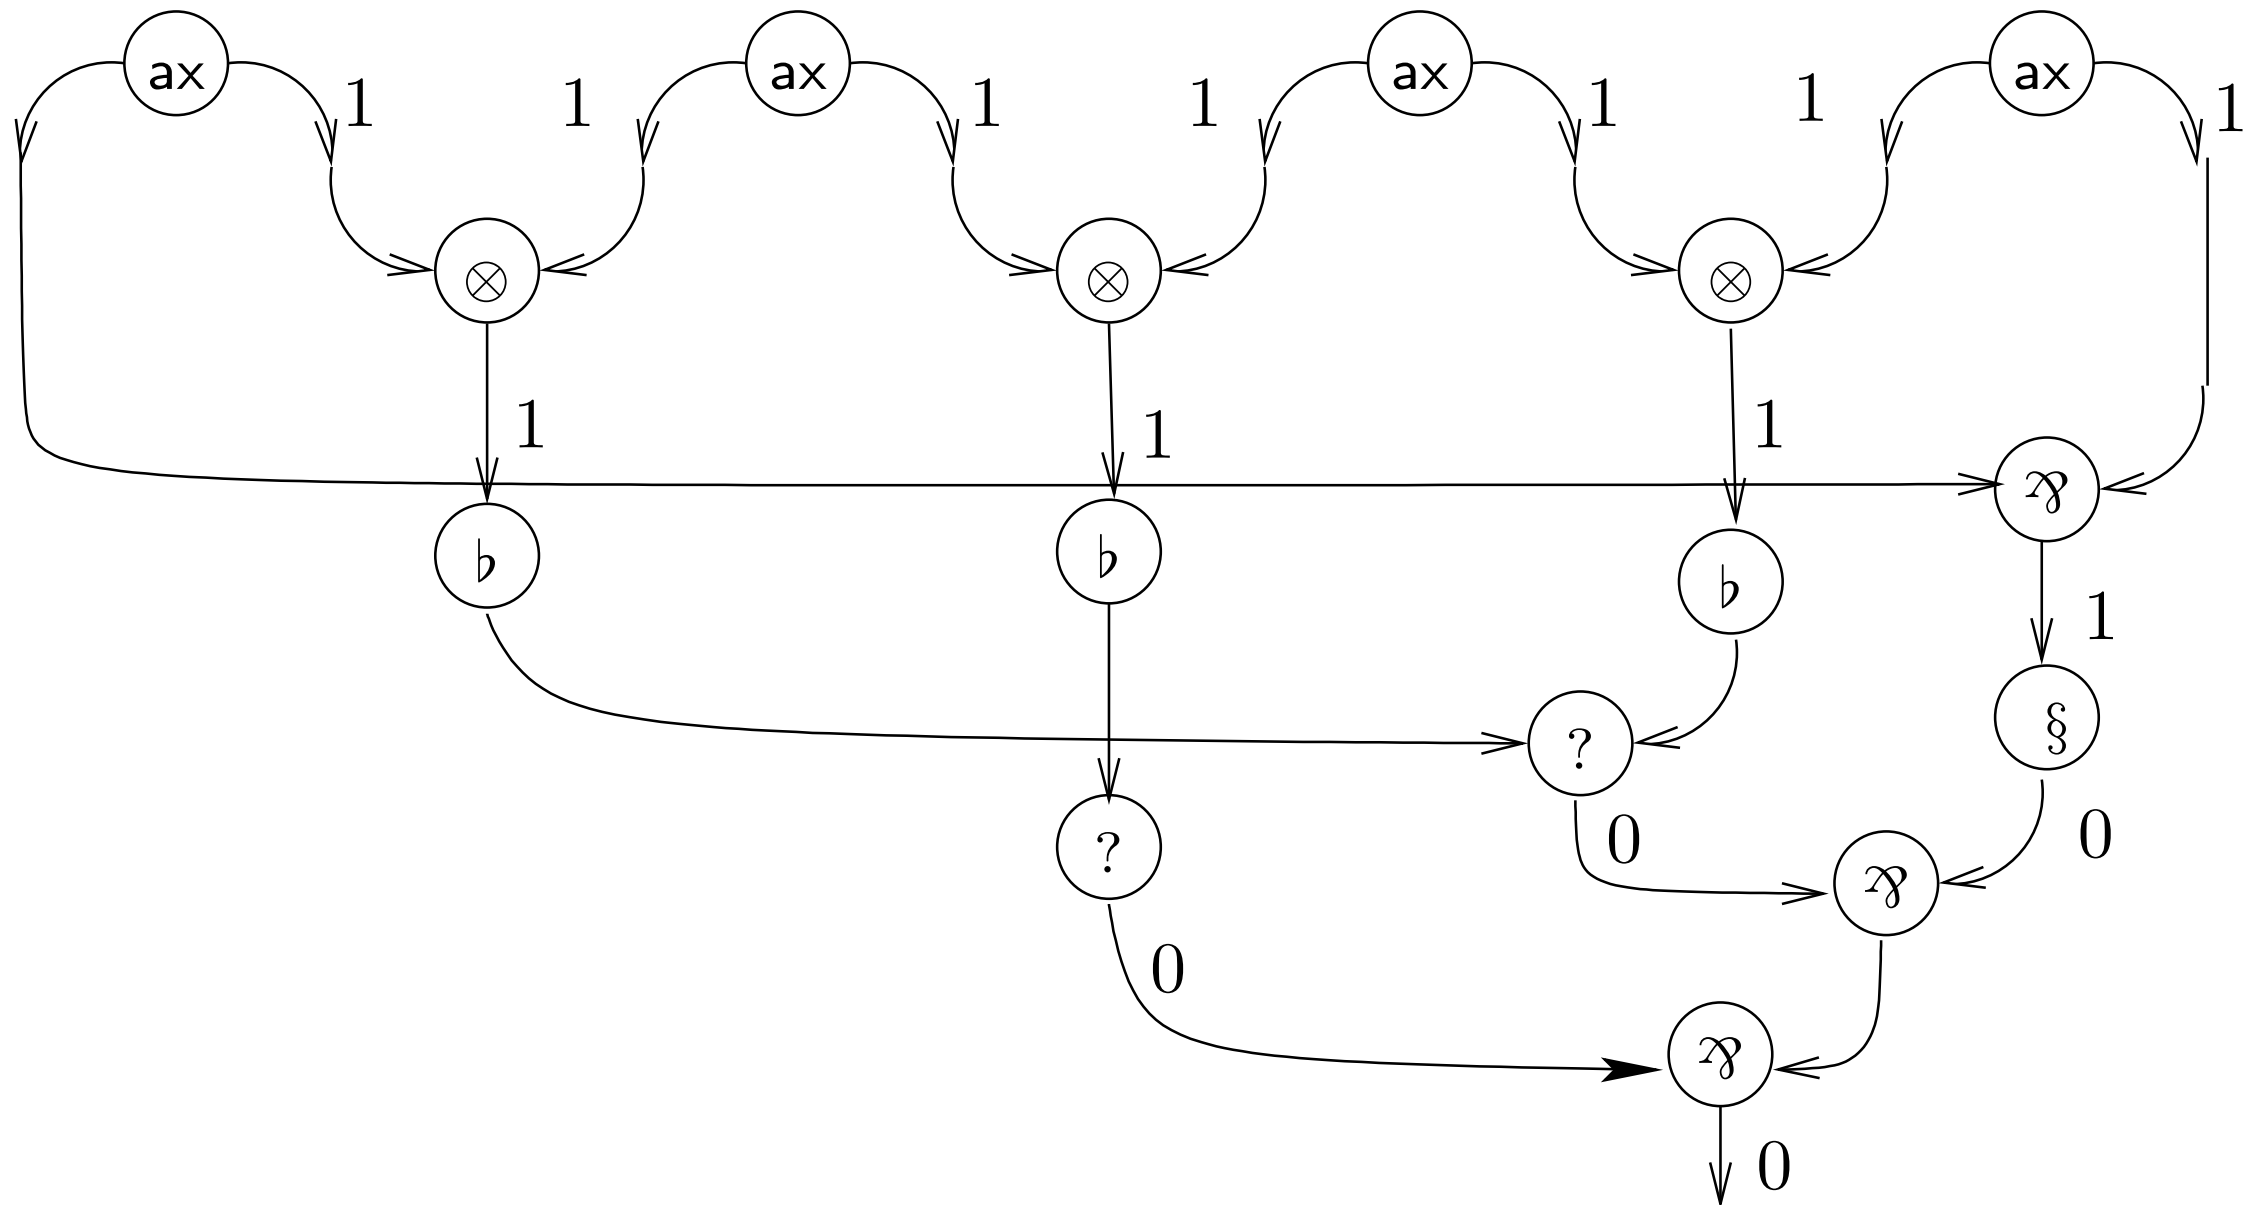 ax ax ax ax
1 1 1 1 1 1 1
⊗ ⊗ ⊗
1 1 1
⅋
♭ ♭ ♭
1
§
?
?
0 0
⅋
0
⅋
0